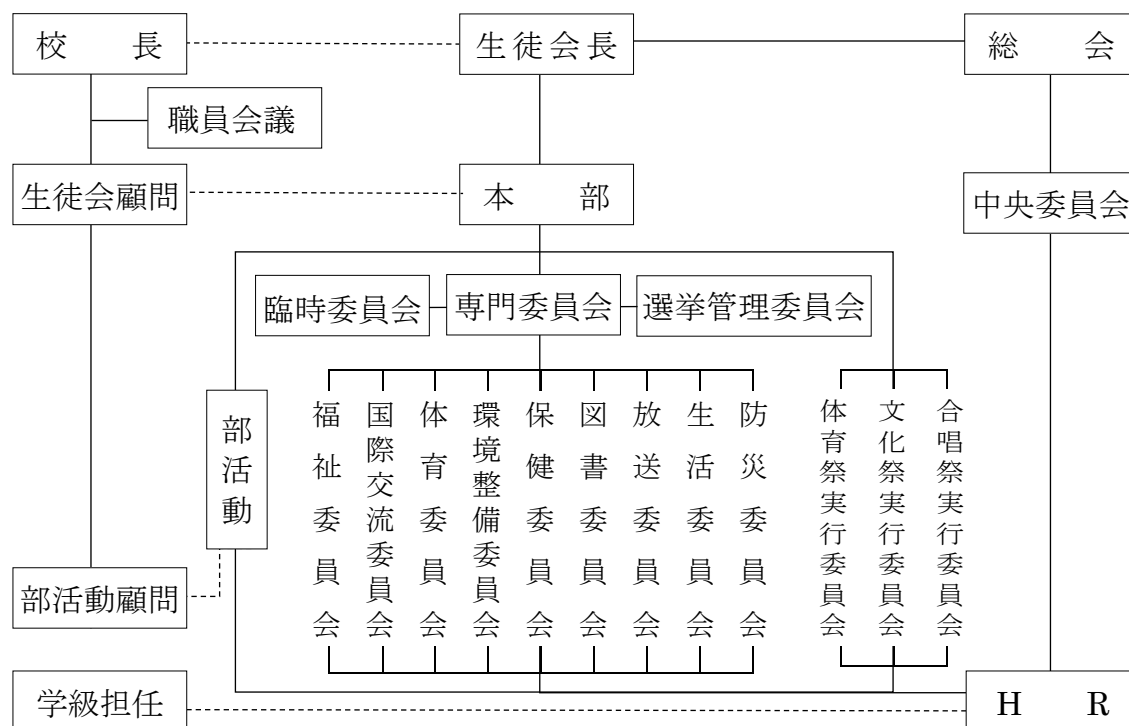 校　　長
生徒会長
総　　会
職員会議
生徒会顧問
本　　部
中央委員会
臨時委員会
専門委員会
選挙管理委員会
部活動
福祉委員会
国際交流委員会
体育委員会
環境整備委員会
保健委員会
図書委員会
放送委員会
生活委員会
防災委員会
体育祭実行委員会
文化祭実行委員会
合唱祭実行委員会
部活動顧問
学級担任
H　　R